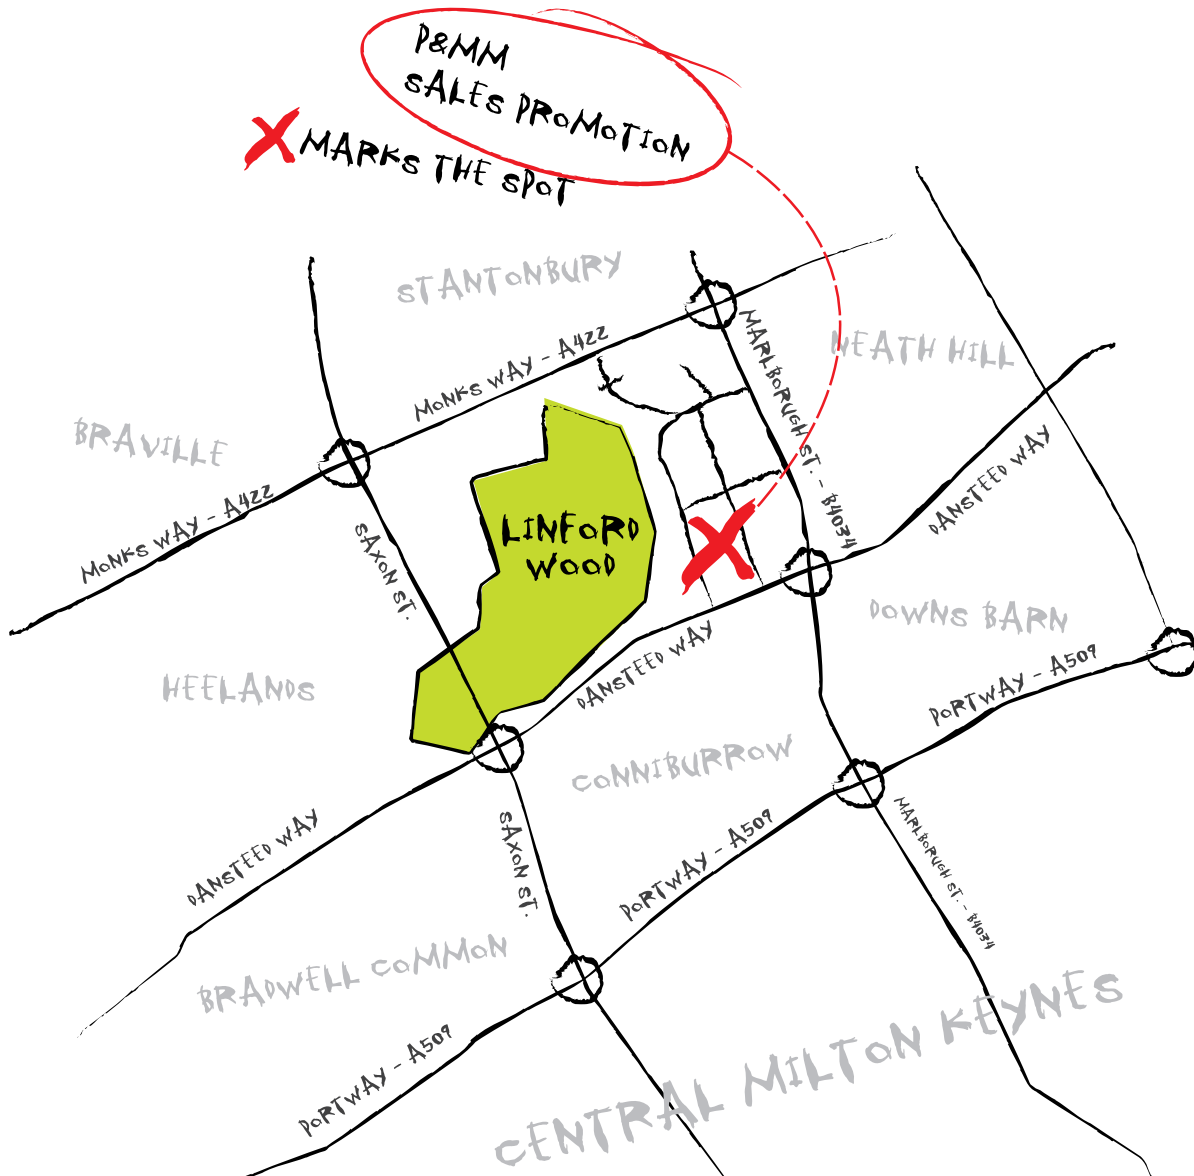 P&MM
SALES PROMOTION
MARKS THE SPOT
STANTONBURY
MONKS WAY - A422
MARLBOROUGH ST. - B4034
NEATH HILL
BRAVILLE
MONKS WAY - A422
SAXON ST.
LINFORD
WOOD
DANSTEED WAY
DOWNS BARN
HEELANDS
DANSTEED WAY
PORTWAY - A509
CONNIBURROW
DANSTEED WAY
SAXON ST.
PORTWAY - A509
MARLBOROUGH ST. - B4034
BRADWELL COMMON
PORTWAY - A509
CENTRAL MILTON KEYNES